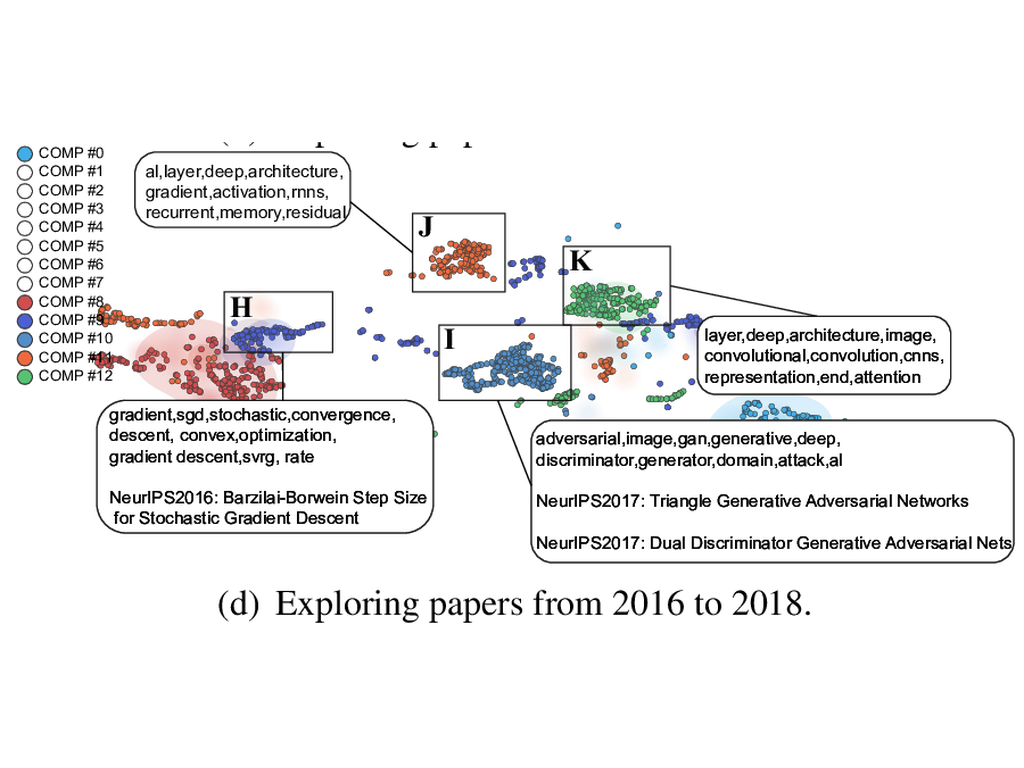 COMP #0
COMP #1
COMP #2
COMP #3
COMP #4
COMP #5
COMP #6
COMP #7
COMP #8
COMP #9
COMP #10
COMP #11
COMP #12
al,layer,deep,architecture,
gradient,activation,rnns,
recurrent,memory,residual
J
K
H
I
layer,deep,architecture,image,
convolutional,convolution,cnns,
representation,end,attention
gradient,sgd,stochastic,convergence,
descent, convex,optimization,
gradient descent,svrg, rate
NeurIPS2016: Barzilai-Borwein Step Size
for Stochastic Gradient Descent
adversarial,image,gan,generative,deep,
discriminator,generator,domain,attack,al
NeurIPS2017: Triangle Generative Adversarial Networks
NeurIPS2017: Dual Discriminator Generative Adversarial Nets
(d) Exploring papers from 2016 to 2018.